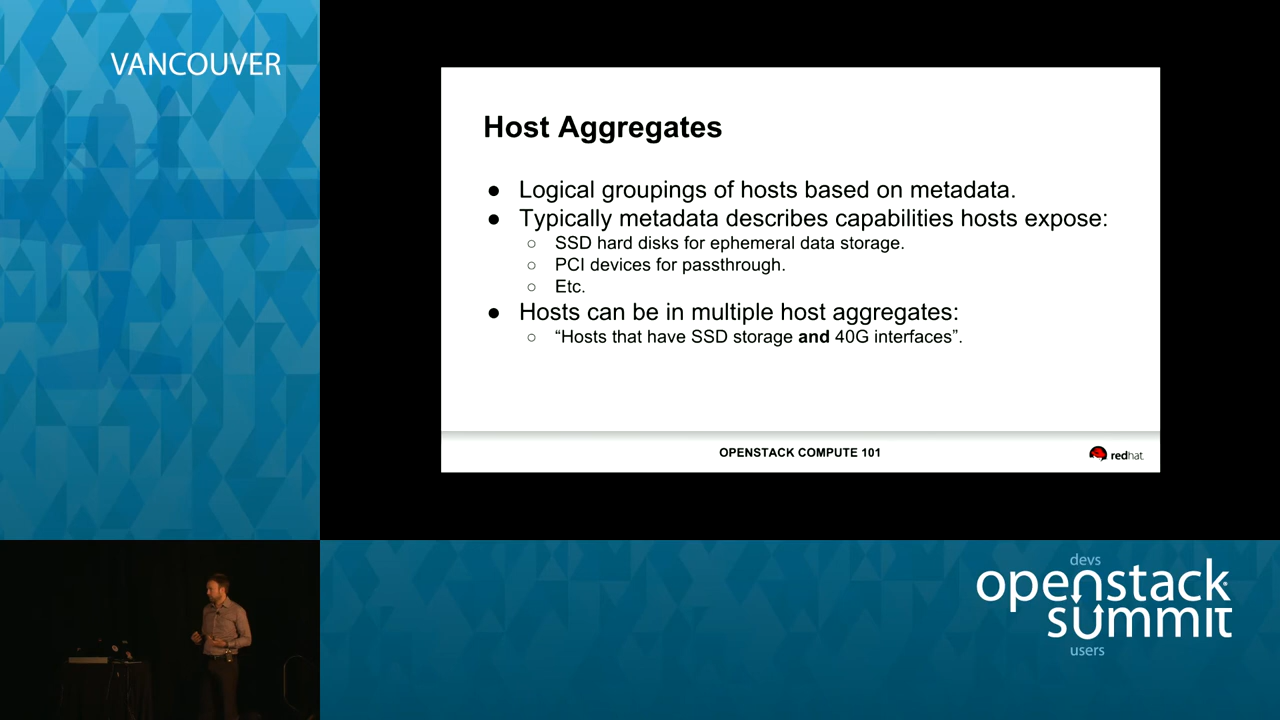 VANCOUVER
Host Aggregates
● Logical groupings of hosts based on metadata.
● Typically metadata describes capabilities hosts expose:
○ SSD hard disks for ephemeral data storage.
○ PCI devices for passthrough.
○ Etc.
● Hosts can be in multiple host aggregates:
○ “Hosts that have SSD storage and 40G interfaces”.
OPENSTACK COMPUTE 101
redhat
devs
openstack
summit
users